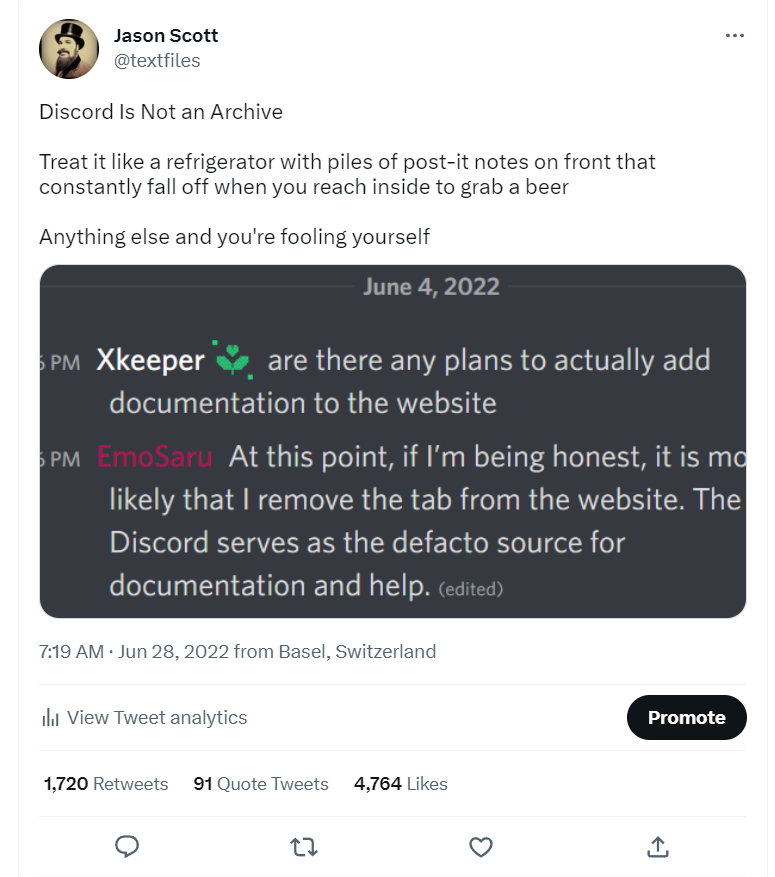 Jason Scott
@textfiles
Discord Is Not an Archive
Treat it like a refrigerator with piles of post-it notes on front that
constantly fall off when you reach inside to grab a beer
Anything else and you're fooling yourself
June 4, 2022
PM Xkeeper are there any plans to actually add
documentation to the website
PM EmoSaru At this point, if I'm being honest, it is mo
likely that I remove the tab from the website. The
Discord serves as the defacto source for
documentation and help. (edited)
7:19 AM · Jun 28, 2022 from Basel, Switzerland
View Tweet analytics
Promote
1,720 Retweets 91 Quote Tweets 4,764 Likes